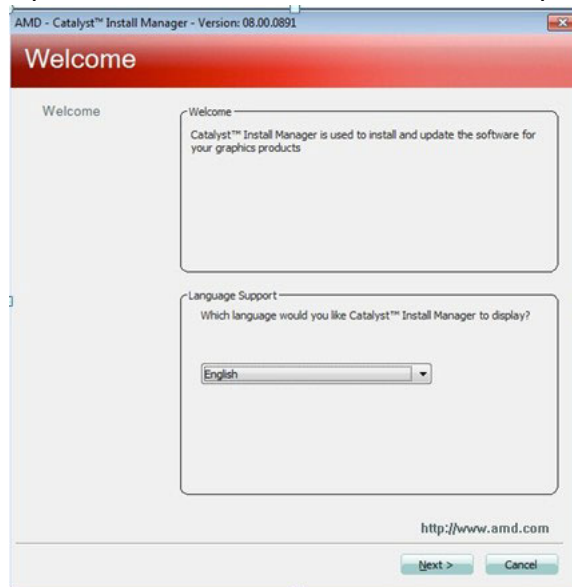 AMD - Catalyst™ Install Manager - Version: 08.00.0891
Welcome
Welcome
Welcome
Catalyst™ Install Manager is used to install and update the software for
your graphics products
Language Support
Which language would you like Catalyst™ Install Manager to display?
English
http://www.amd.com
Next >
Cancel